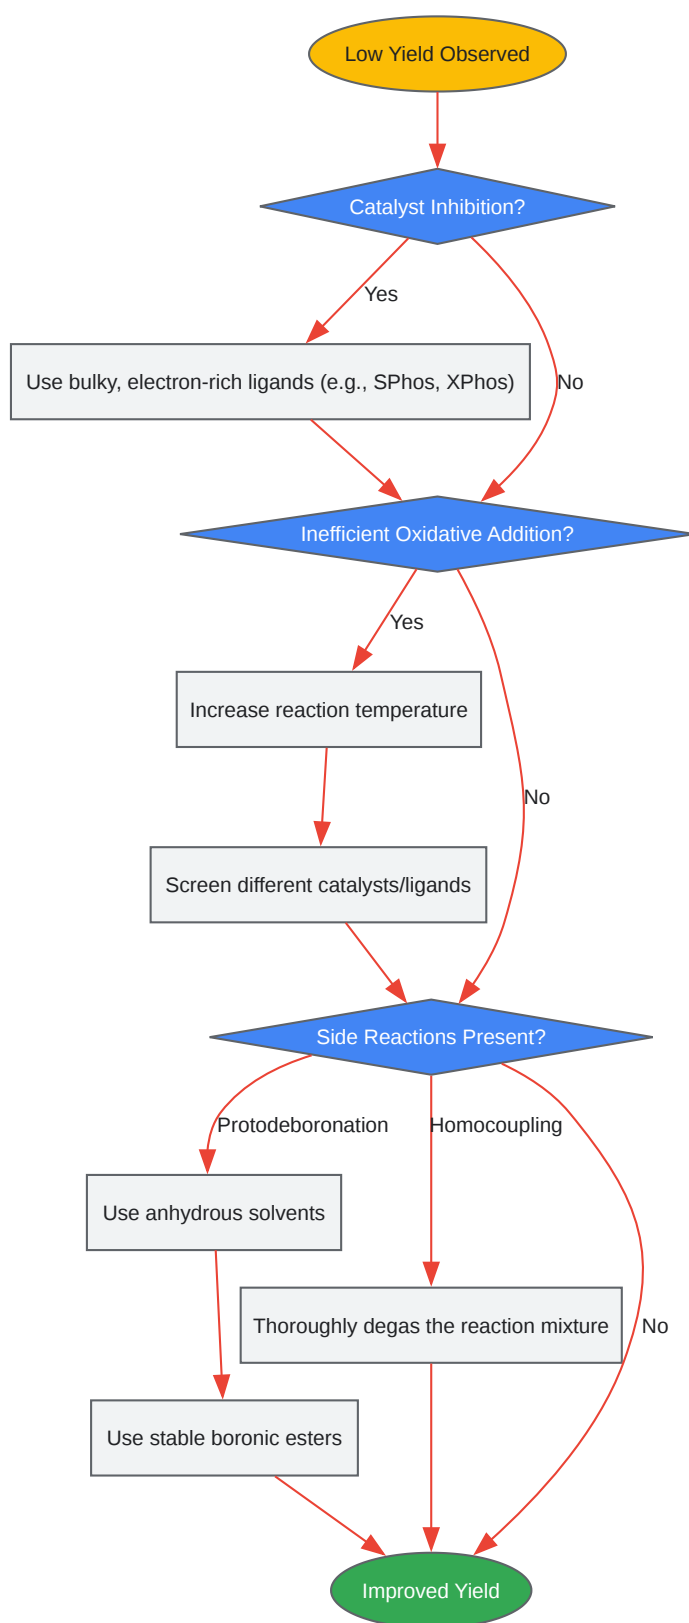 Low Yield Observed
Catalyst Inhibition?
Yes
Use bulky, electron-rich ligands (e.g., SPhos, XPhos)
No
Inefficient Oxidative Addition?
Yes
Increase reaction temperature
No
Screen different catalysts/ligands
Side Reactions Present?
Protodeboronation
Homocoupling
Use anhydrous solvents
Thoroughly degas the reaction mixture
No
Use stable boronic esters
Improved Yield